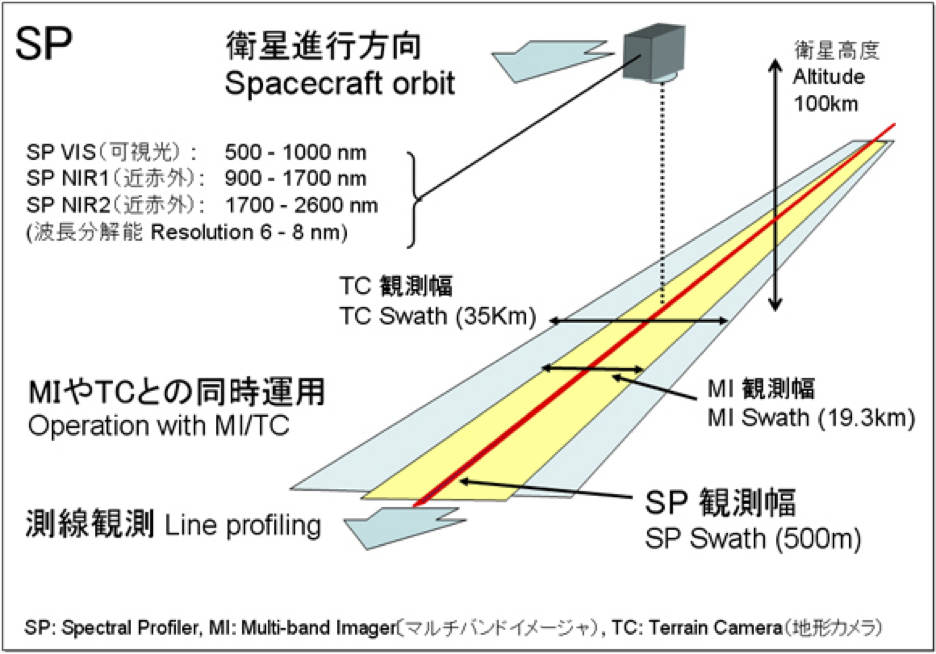 SP
衛星進行方向
Spacecraft orbit
衛星高度
Altitude
100km
SP VIS(可視光): 500 - 1000 nm
SP NIR1(近赤外): 900 - 1700 nm
SP NIR2(近赤外): 1700 - 2600 nm
(波長分解能 Resolution 6 - 8 nm)
TC 観測幅
TC Swath (35Km)
MIやTCとの同時運用
Operation with MI/TC
MI 観測幅
MI Swath (19.3km)
測線観測 Line profiling
SP 観測幅
SP Swath (500m)
SP: Spectral Profiler, MI: Multi-band Imager〔マルチバンドイメージャ), TC: Terrain Camera(地形カメラ)